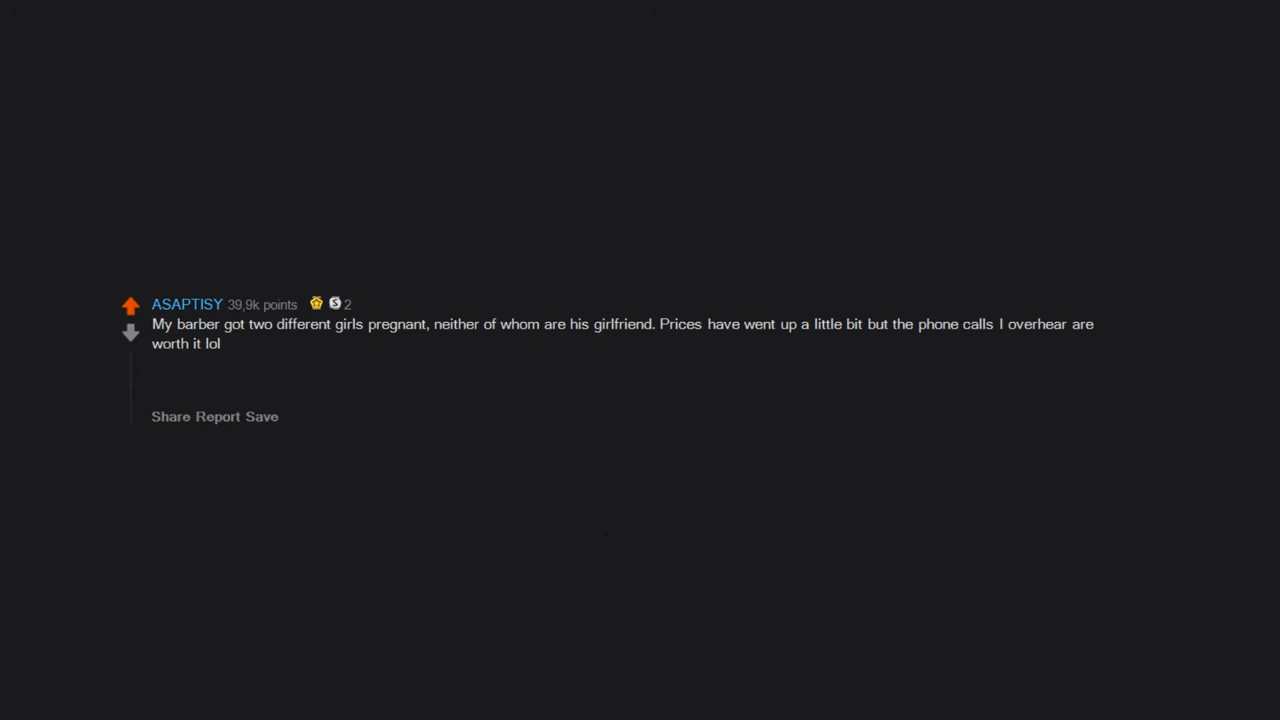 ASAPTISY 39,9k points S 2
My barber got two different girls pregnant, neither of whom are his girlfriend. Prices have went up a little bit but the phone calls I overhear are
worth it lol
Share Report Save